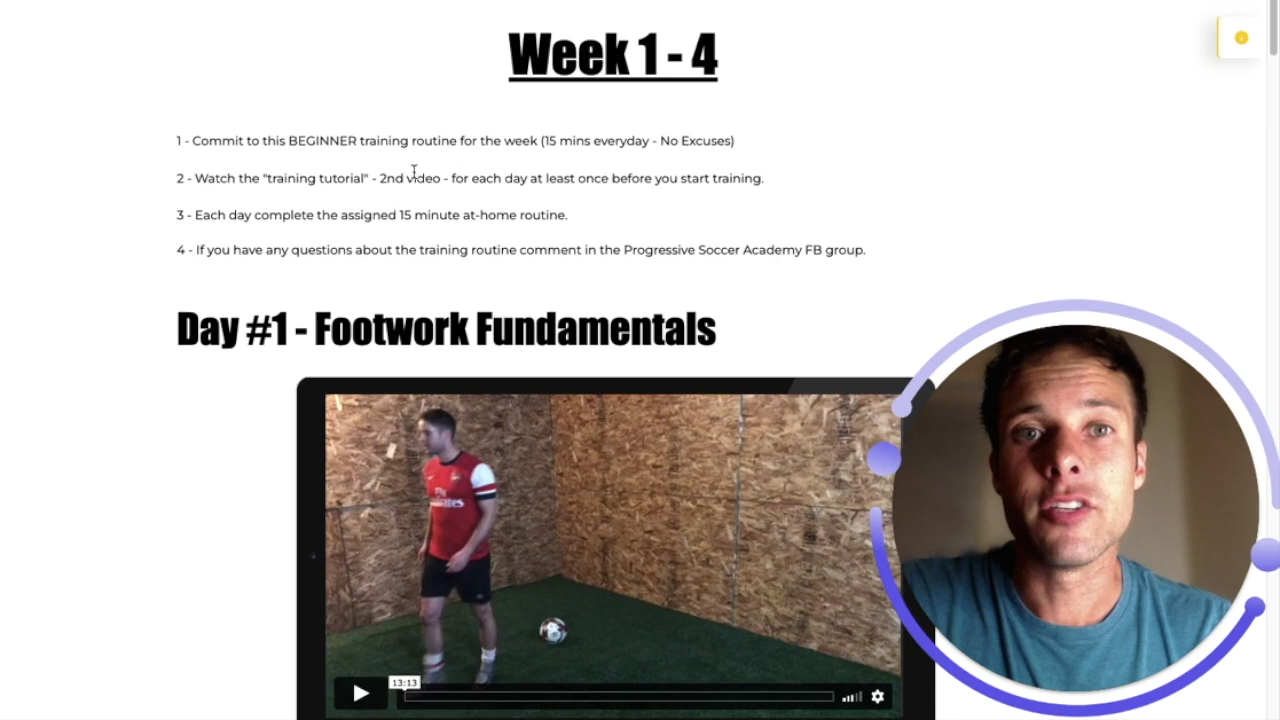 Week 1 - 4
1 - Commit to this BEGINNER training routine for the week (15 mins everyday - No Excuses)
2 - Watch the "training tutorial" - 2nd video - for each day at least once before you start training.
3 - Each day complete the assigned 15 minute at-home routine.
4 - If you have any questions about the training routine comment in the Progressive Soccer Academy FB group.
Day #1 - Footwork Fundamentals
Fly
Emirates
13:13